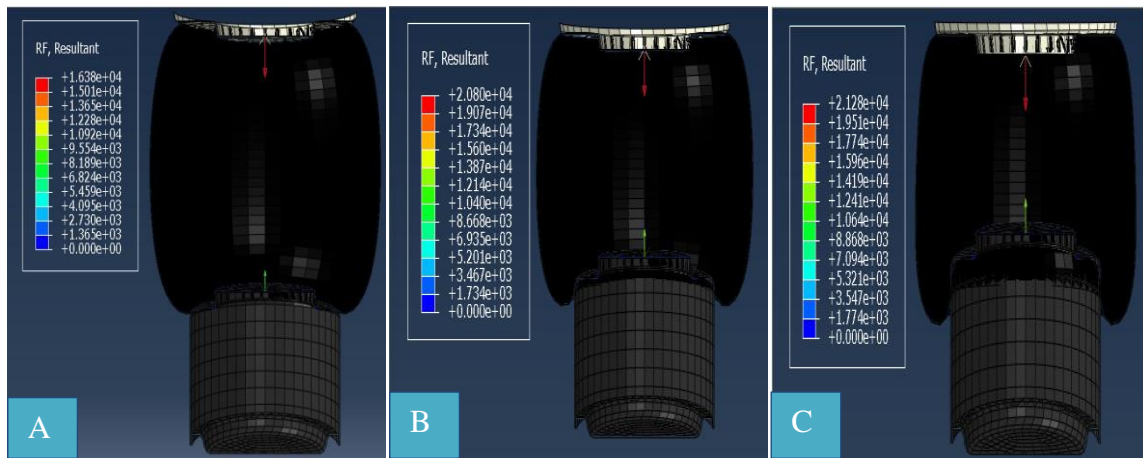 RF, Resultant
+1.638e+04
+1.501e+04
+1.365e+04
+1.228e+04
+1.092e+04
+9.554e+03
+8.189e+03
+6.824e+03
+5.459e+03
+4.095e+03
+2.730e+03
+1.365e+03
+0.000e+00
A
RF, Resultant
+2.080e+04
+1.907e+04
+1.734e+04
+1.560e+04
+1.387e+04
+1.214e+04
+1.040e+04
+8.668e+03
+6.935e+03
+5.201e+03
+3.467e+03
+1.734e+03
+0.000e+00
B
RF, Resultant
+2.128e+04
+1.951e+04
+1.774e+04
+1.596e+04
+1.419e+04
+1.241e+04
+1.064e+04
+8.868e+03
+7.094e+03
+5.321e+03
+3.547e+03
+1.774e+03
+0.000e+00
C